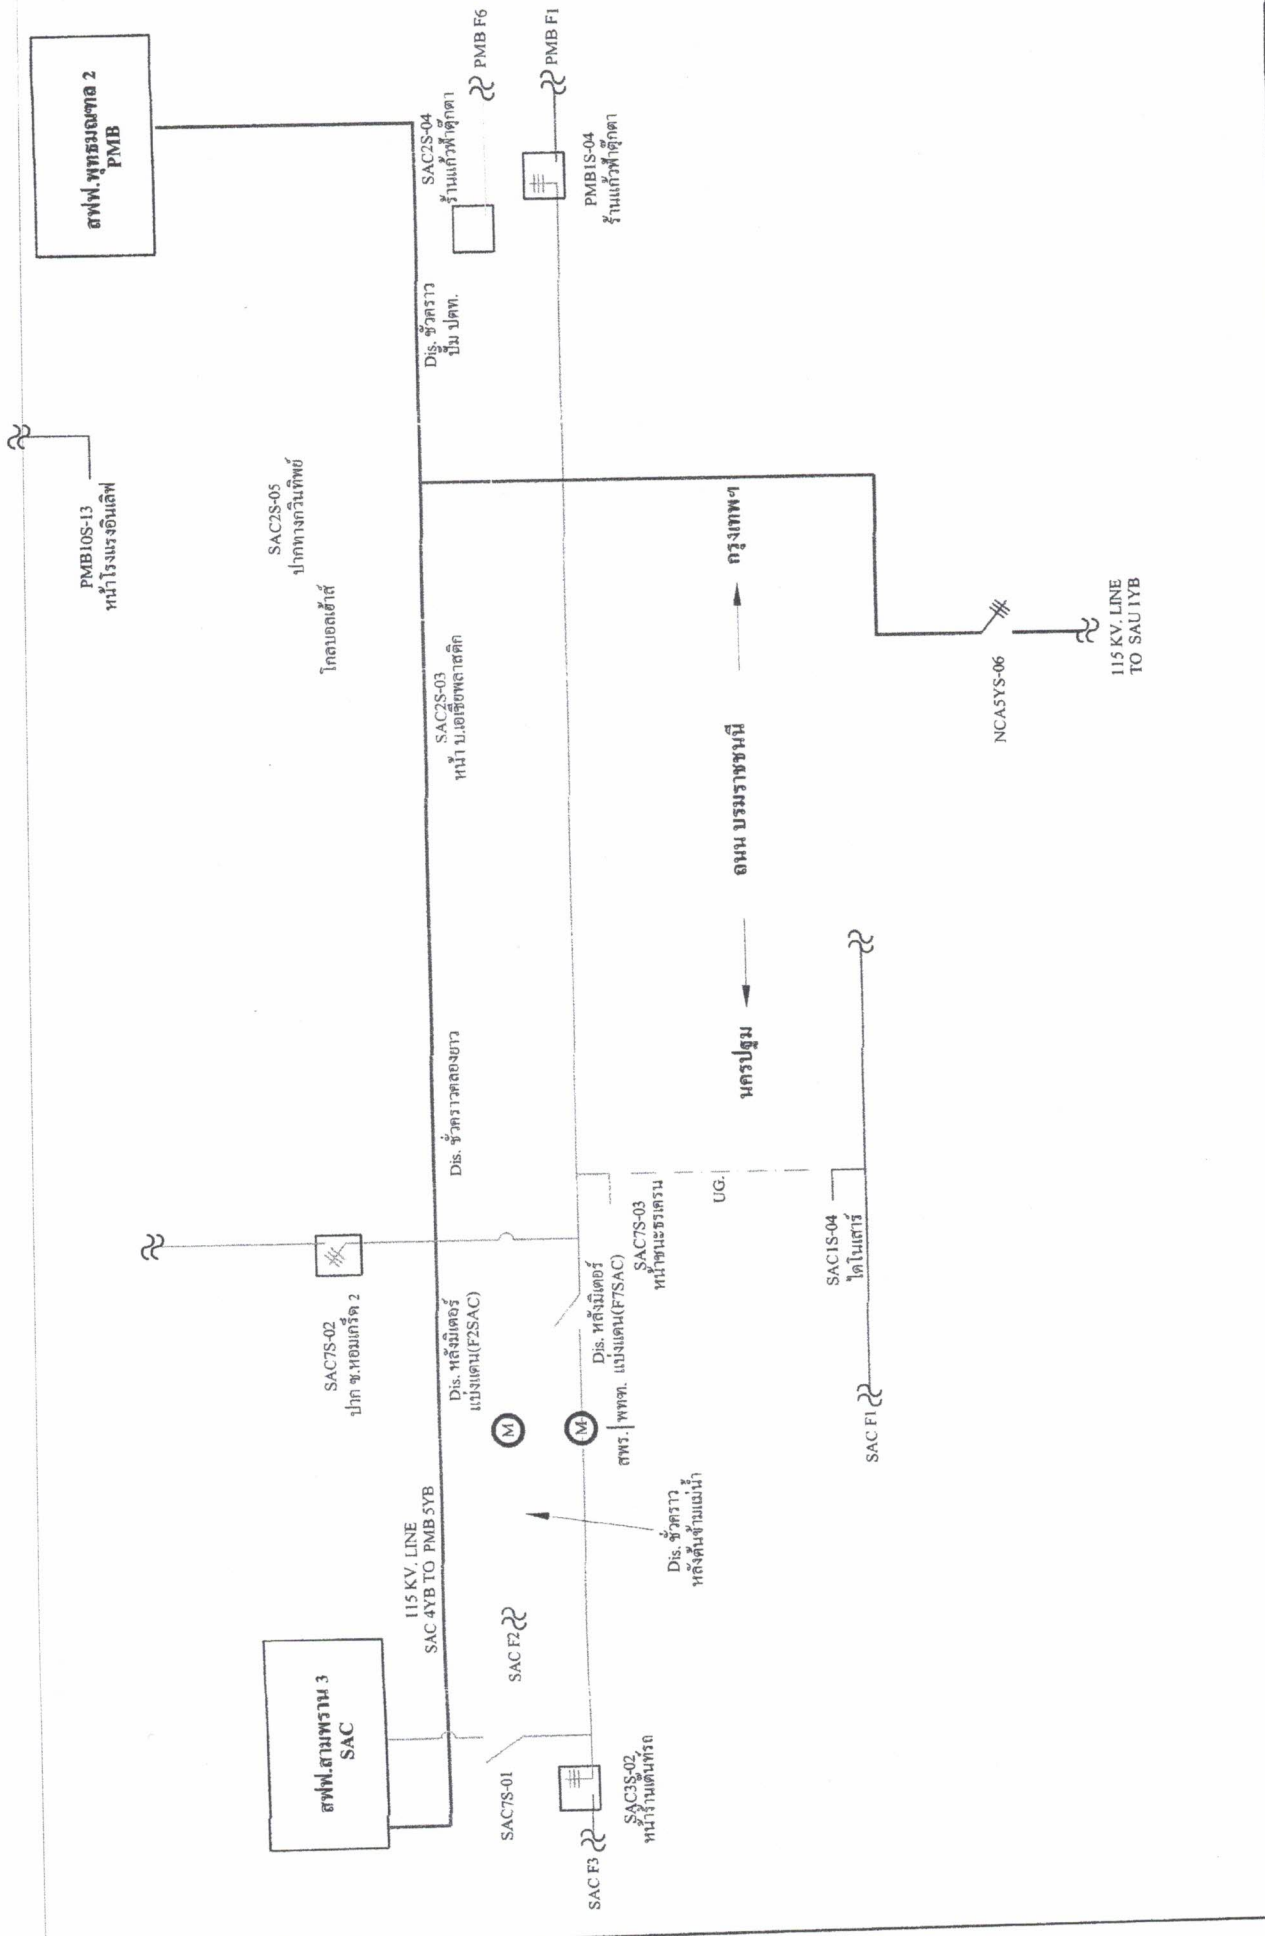 สฟฟ.สามพราน 3
SAC
สฟฟ.พุทธมณฑล 2
PMB
PMB10S-13
หน้าโรงแรงอินเลิฟ
SAC2S-05
ปากทางกวินทิพย์
โกลบอลเฮ้าส์
SAC7S-02
ปาก ซ.หอมเกร็ด 2
115 KV. LINE
SAC 4YB TO PMB 5YB
Dis. หลังมิเตอร์
แบ่งแดน(F2SAC)
Dis. ชั่วคราวคลองยาว
SAC2S-03
หน้า บ.เอเชียพลาสติก
Dis. ชั่วคราว
ปั๊ม ปตท.
SAC2S-04
ร้านแก้วฟ้าตุ๊กตา
PMB F6
SAC7S-01
SAC F2
M
M
PMB F1
SAC F3
SAC3S-02
หน้าร้านเต็นท์รถ
Dis. ชั่วคราว
หลังต้นข้ามแม่น้ำ
สพร.
พทท.
Dis. หลังมิเตอร์
แบ่งแดน(F7SAC)
SAC7S-03
หน้าชนะธรเครน
PMB1S-04
ร้านแก้วฟ้าตุ๊กตา
UG.
นครปฐม
ถนน บรมราชชนนี
กรุงเทพฯ
SAC F1
SAC1S-04
ไดโนเสาร์
NCA5YS-06
115 KV. LINE
TO SAU 1YB